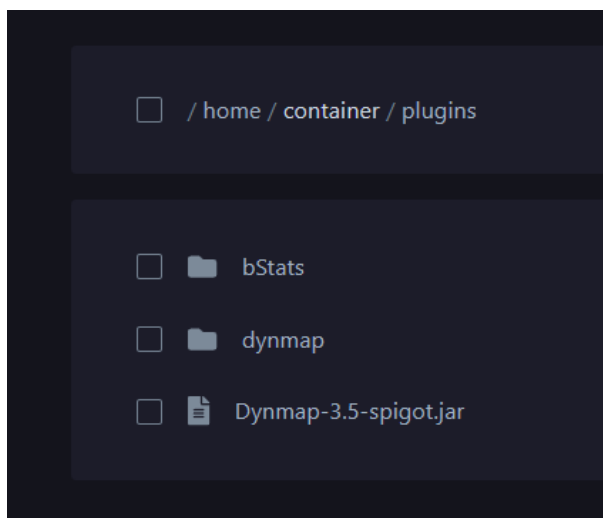 / home / container / plugins
bStats
dynmap
Dynmap-3.5-spigot.jar